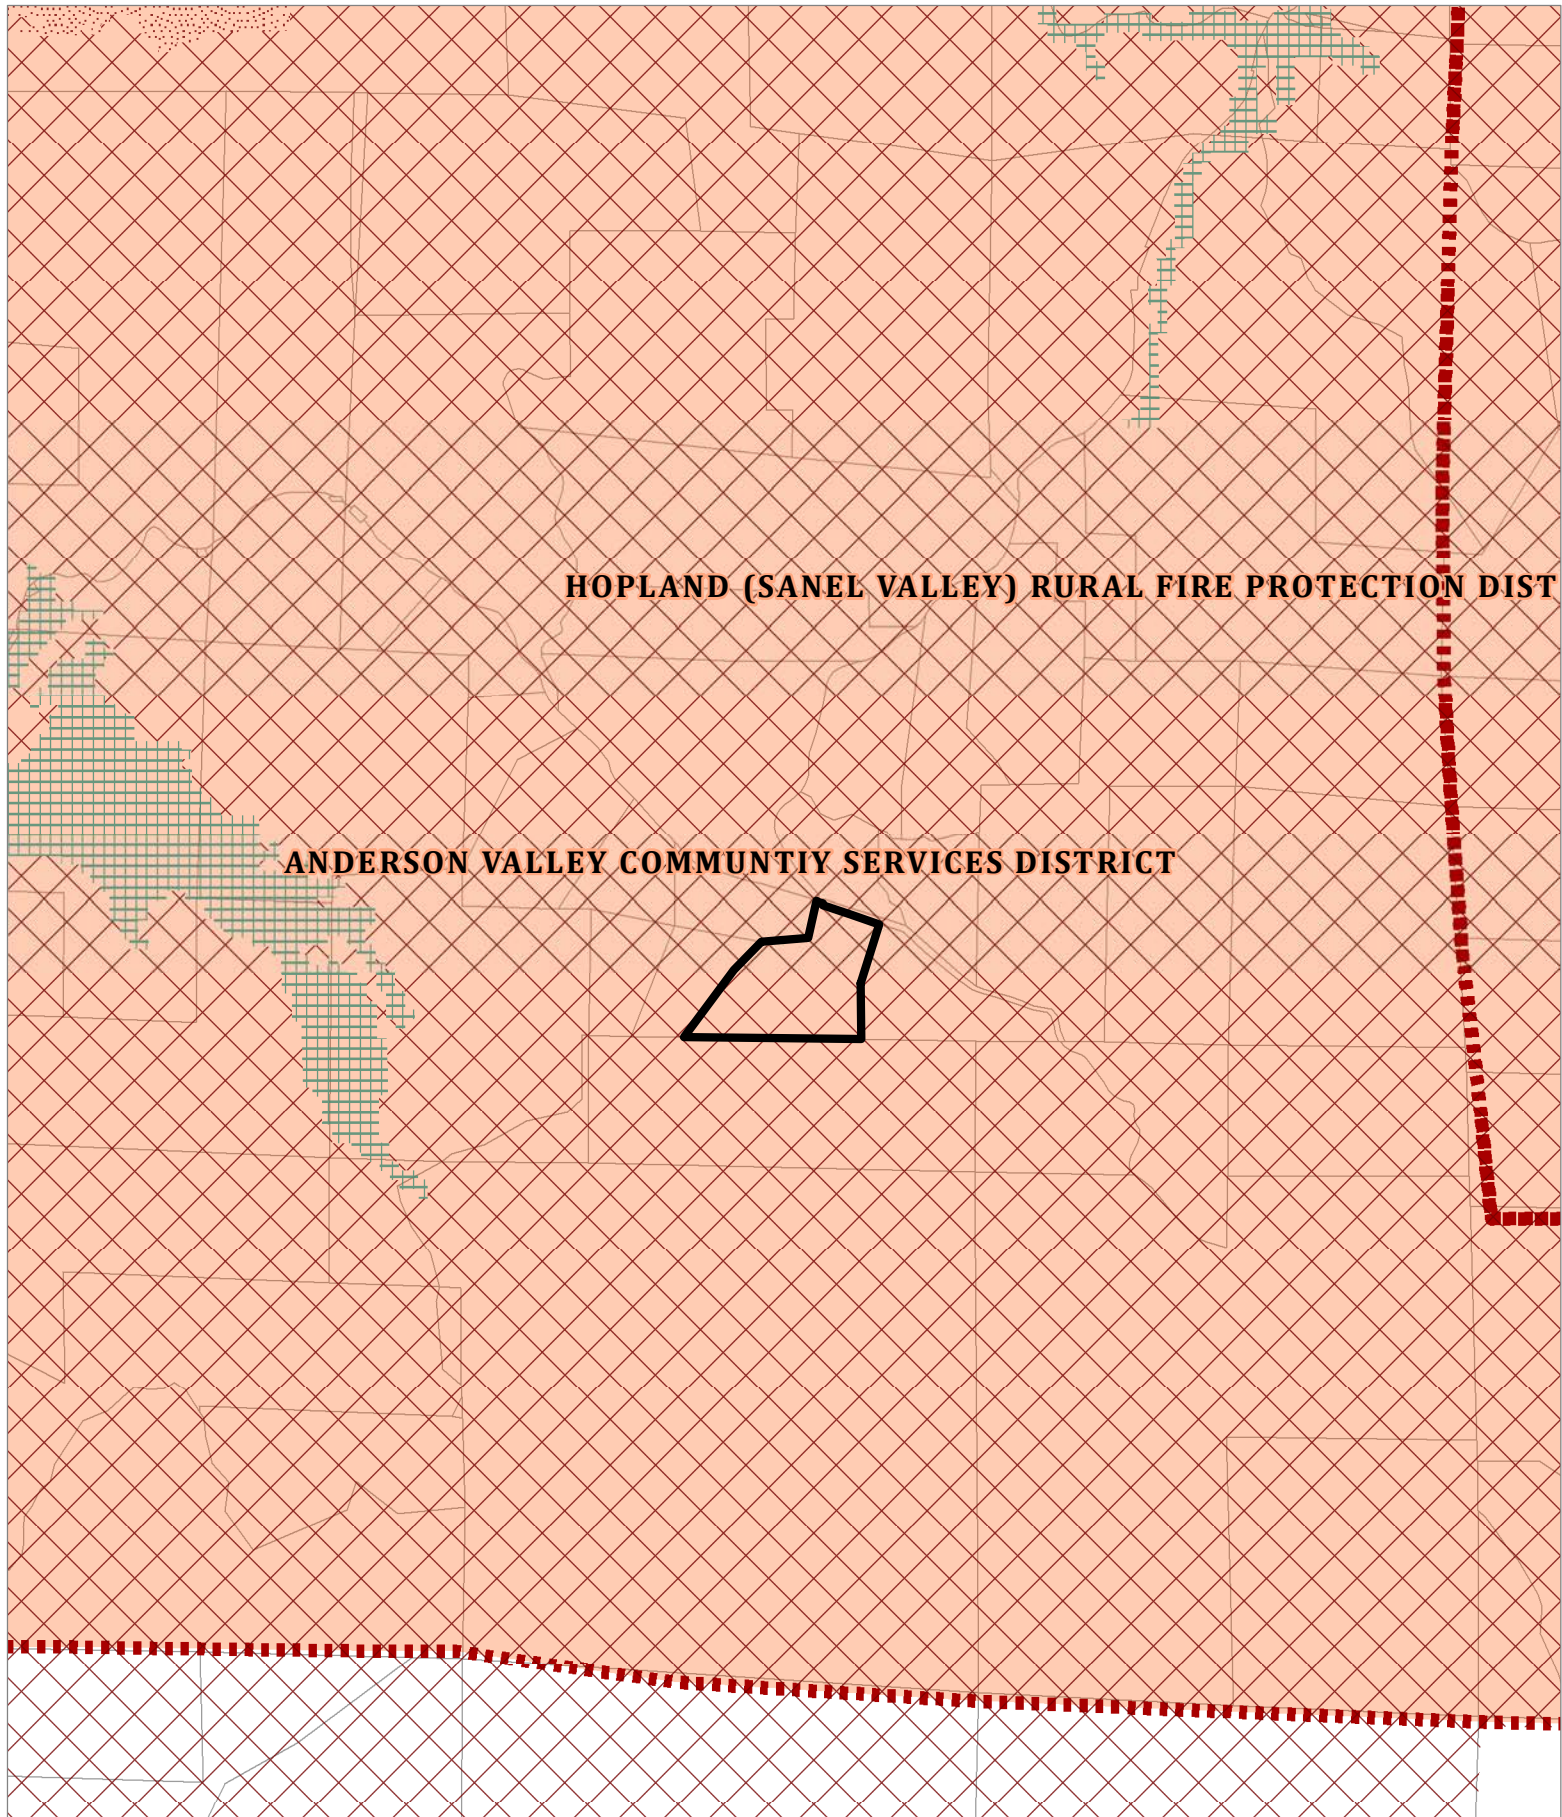 HOPLAND (SANEL VALLEY) RURAL FIRE PROTECTION DIST
ANDERSON VALLEY COMMUNTIY SERVICES DISTRICT